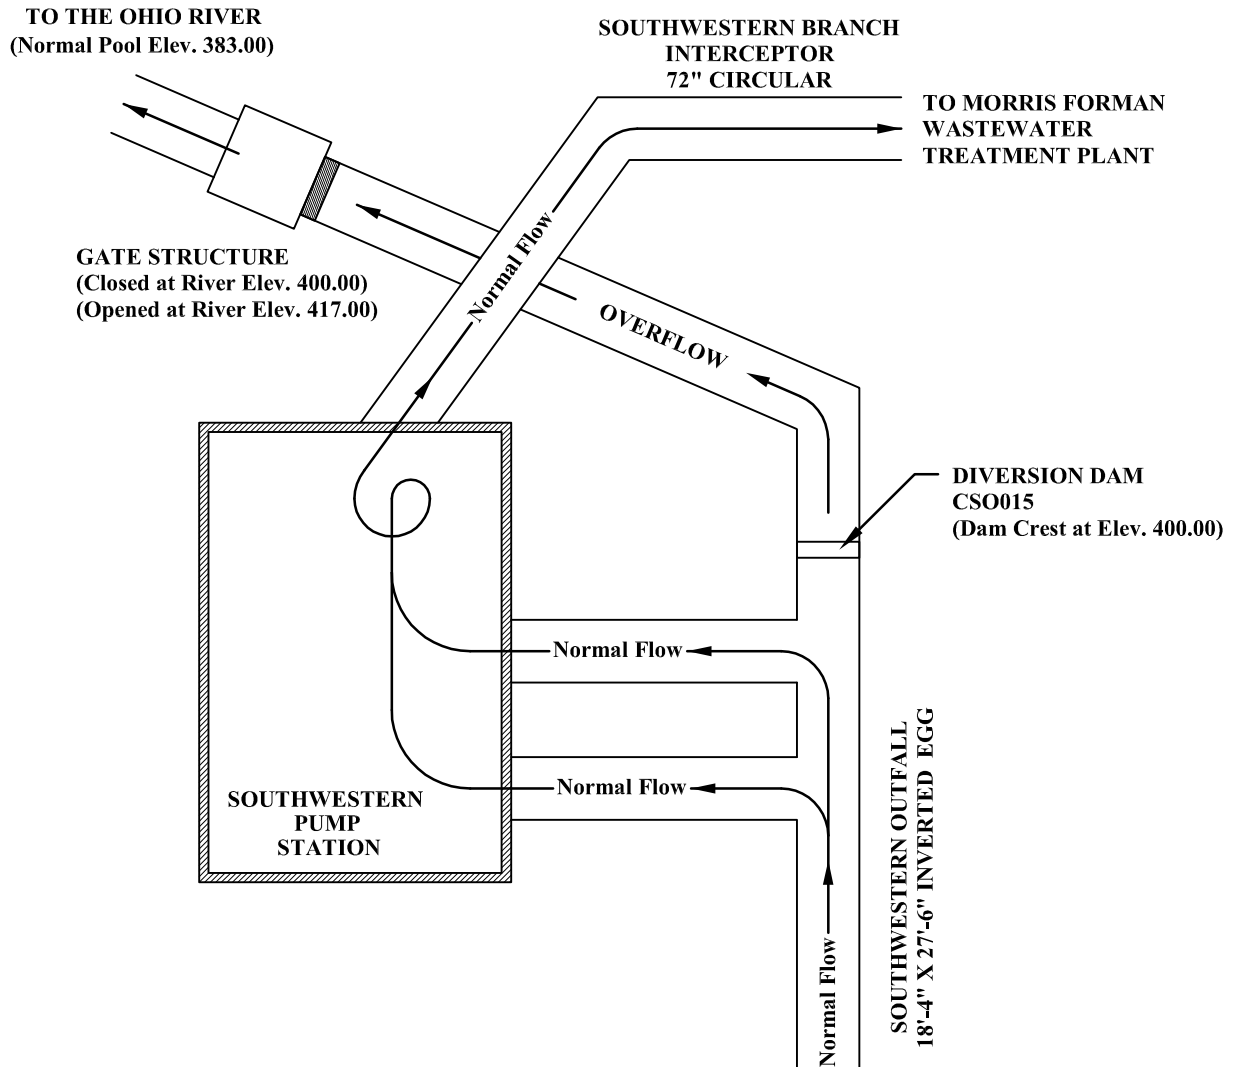 TO THE OHIO RIVER
(Normal Pool Elev. 383.00)
SOUTHWESTERN BRANCH
INTERCEPTOR
72" CIRCULAR
TO MORRIS FORMAN
WASTEWATER
TREATMENT PLANT
GATE STRUCTURE
(Closed at River Elev. 400.00)
(Opened at River Elev. 417.00)
Normal Flow
OVERFLOW
DIVERSION DAM
CSO015
(Dam Crest at Elev. 400.00)
Normal Flow
Normal Flow
SOUTHWESTERN
PUMP
STATION
SOUTHWESTERN OUTFALL
18'-4" X 27'-6" INVERTED EGG
Normal Flow